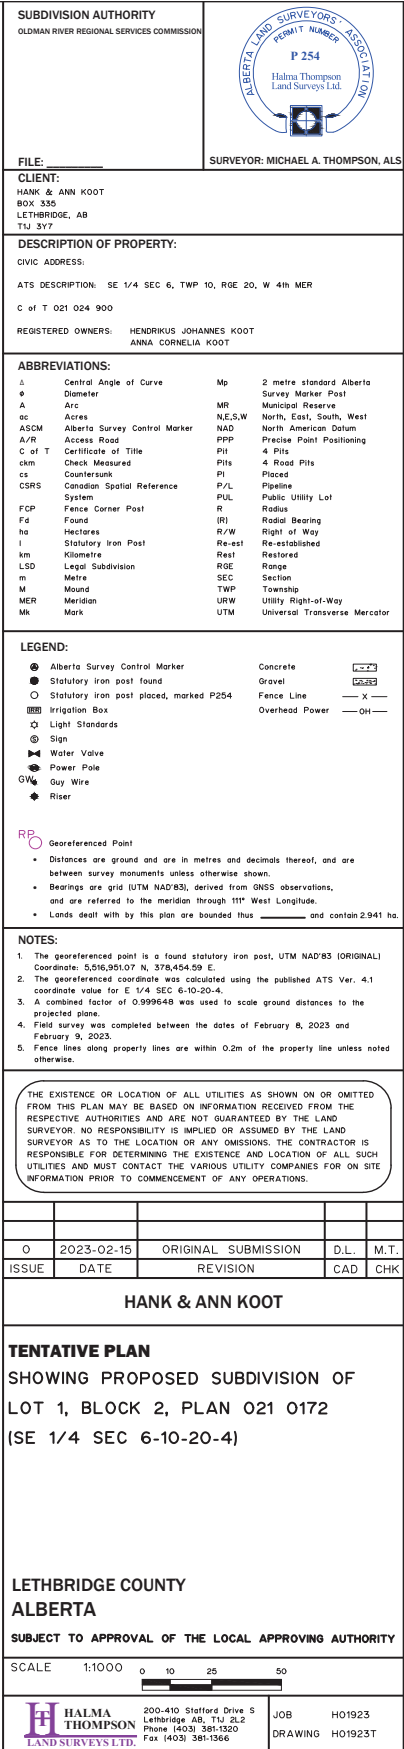 SUBDIVISION AUTHORITY
OLDMAN RIVER REGIONAL SERVICES COMMISSION
FILE: _________
ALBERTA LAND SURVEYORS' ASSOCIATION
PERMIT NUMBER
P 254
Halma Thompson
Land Surveys Ltd.
SURVEYOR: MICHAEL A. THOMPSON, ALS
CLIENT:
HANK & ANN KOOT
BOX 335
LETHBRIDGE, AB
T1J 3Y7
DESCRIPTION OF PROPERTY:
CIVIC ADDRESS:
ATS DESCRIPTION: SE 1/4 SEC 6, TWP 10, RGE 20, W 4th MER
C of T 021 024 900
REGISTERED OWNERS: HENDRIKUS JOHANNES KOOT
ANNA CORNELIA KOOT
ABBREVIATIONS:
Δ Central Angle of Curve
ϕ Diameter
A Arc
ac Acres
ASCM Alberta Survey Control Marker
A/R Access Road
C of T Certificate of Title
ckm Check Measured
cs Countersunk
CSRS Canadian Spatial Reference
System
FCP Fence Corner Post
Fd Found
ha Hectares
I Statutory Iron Post
km Kilometre
LSD Legal Subdivision
m Metre
M Mound
MER Meridian
Mk Mark
Mp 2 metre standard Alberta
Survey Marker Post
MR Municipal Reserve
N,E,S,W North, East, South, West
NAD North American Datum
PPP Precise Point Positioning
Pit 4 Pits
Pits 4 Road Pits
Pl Placed
P/L Pipeline
PUL Public Utility Lot
R Radius
(R) Radial Bearing
R/W Right of Way
Re-est Re-established
Rest Restored
RGE Range
SEC Section
TWP Township
URW Utility Right-of-Way
UTM Universal Transverse Mercator
LEGEND:
Alberta Survey Control Marker
Statutory iron post found
Statutory iron post placed, marked P254
IRR Irrigation Box
Light Standards
S Sign
Water Valve
Power Pole
GW Guy Wire
Riser
Concrete
Gravel
Fence Line X
Overhead Power OH
RP Georeferenced Point
• Distances are ground and are in metres and decimals thereof, and are
between survey monuments unless otherwise shown.
• Bearings are grid (UTM NAD'83), derived from GNSS observations,
and are referred to the meridian through 111° West Longitude.
• Lands dealt with by this plan are bounded thus ________ and contain 2.941 ha.
NOTES:
1. The georeferenced point is a found statutory iron post, UTM NAD'83 (ORIGINAL)
Coordinate: 5,516,951.07 N, 378,454.59 E.
2. The georeferenced coordinate was calculated using the published ATS Ver. 4.1
coordinate value for E 1/4 SEC 6-10-20-4.
3. A combined factor of 0.999648 was used to scale ground distances to the
projected plane.
4. Field survey was completed between the dates of February 8, 2023 and
February 9, 2023.
5. Fence lines along property lines are within 0.2m of the property line unless noted
otherwise.
THE EXISTENCE OR LOCATION OF ALL UTILITIES AS SHOWN ON OR OMITTED
FROM THIS PLAN MAY BE BASED ON INFORMATION RECEIVED FROM THE
RESPECTIVE AUTHORITIES AND ARE NOT GUARANTEED BY THE LAND
SURVEYOR. NO RESPONSIBILITY IS IMPLIED OR ASSUMED BY THE LAND
SURVEYOR AS TO THE LOCATION OR ANY OMISSIONS. THE CONTRACTOR IS
RESPONSIBLE FOR DETERMINING THE EXISTENCE AND LOCATION OF ALL SUCH
UTILITIES AND MUST CONTACT THE VARIOUS UTILITY COMPANIES FOR ON SITE
INFORMATION PRIOR TO COMMENCEMENT OF ANY OPERATIONS.
0 2023-02-15 ORIGINAL SUBMISSION D.L. M.T.
ISSUE DATE REVISION CAD CHK
HANK & ANN KOOT
TENTATIVE PLAN
SHOWING PROPOSED SUBDIVISION OF
LOT 1, BLOCK 2, PLAN 021 0172
(SE 1/4 SEC 6-10-20-4)
LETHBRIDGE COUNTY
ALBERTA
SUBJECT TO APPROVAL OF THE LOCAL APPROVING AUTHORITY
SCALE 1:1000 0 10 25 50
HT HALMA
THOMPSON
LAND SURVEYS LTD.
200-410 Stafford Drive S
Lethbridge AB, T1J 2L2
Phone (403) 381-1320
Fax (403) 381-1366
JOB H01923
DRAWING H01923T